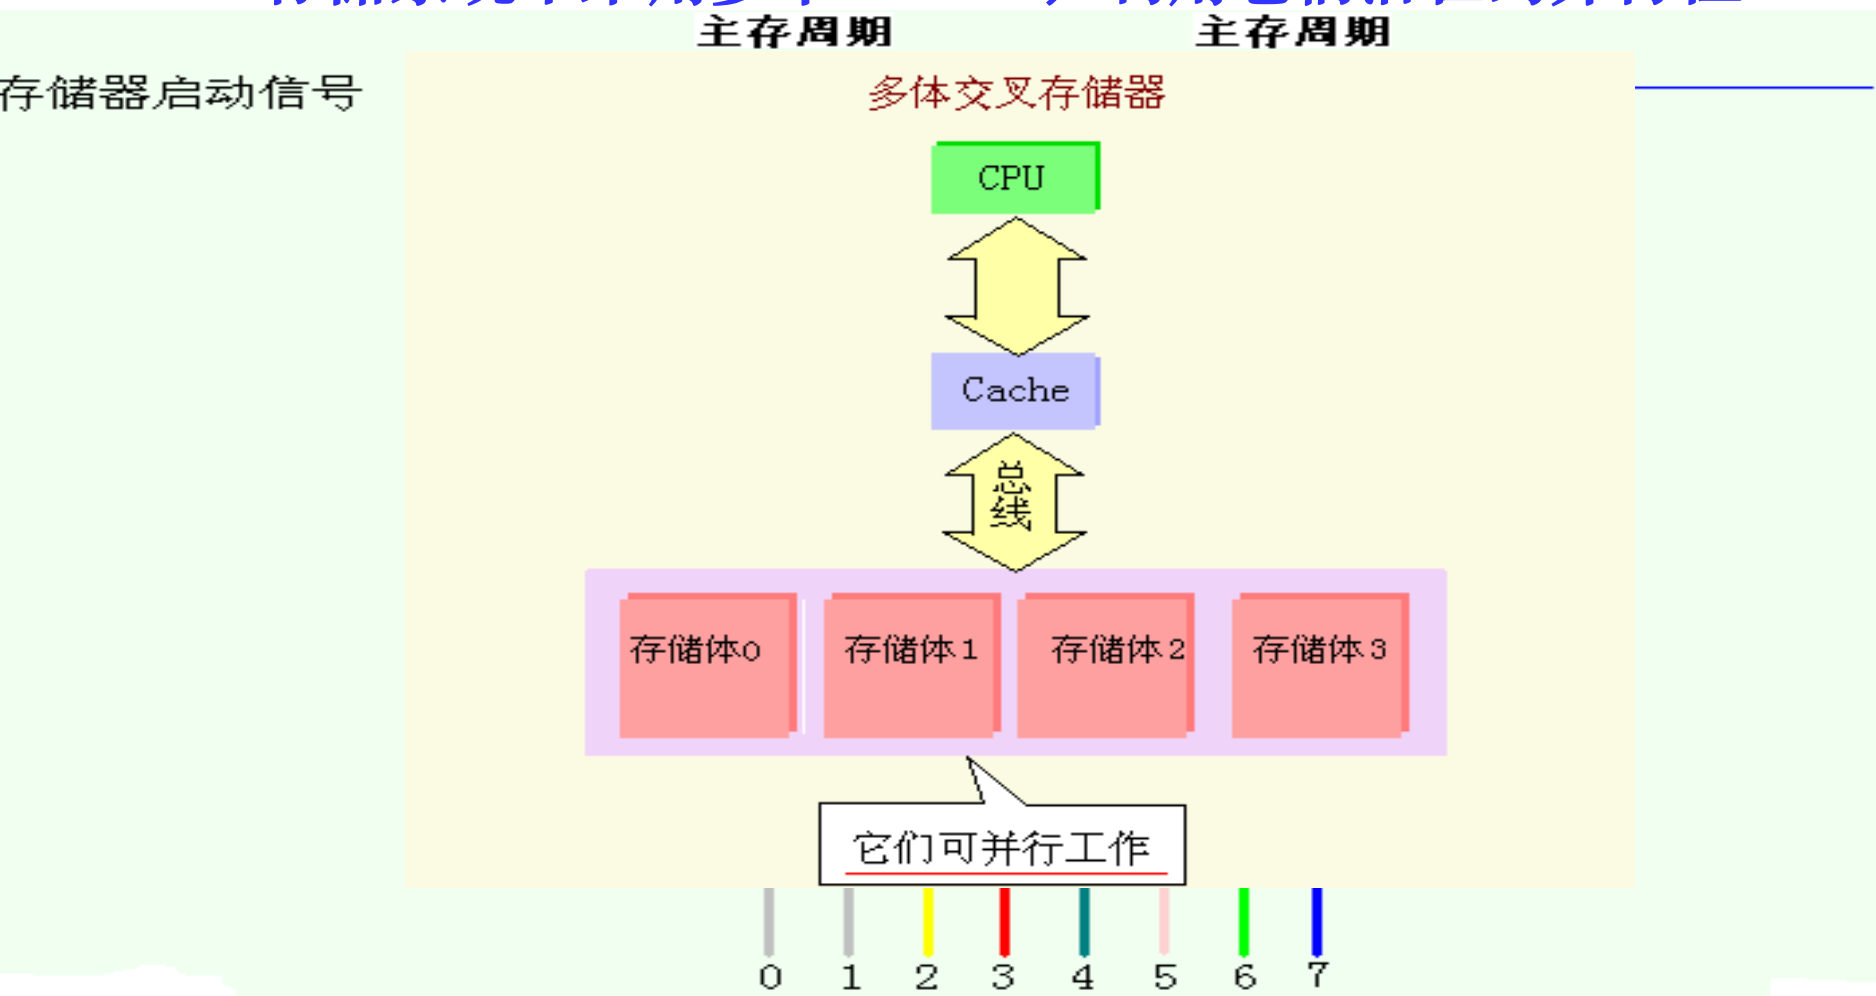 主存周期 主存周期
存储器启动信号
多体交叉存储器
CPU
Cache
总
线
存储体0 存储体1 存储体2 存储体3
它们可并行工作
0 1 2 3 4 5 6 7